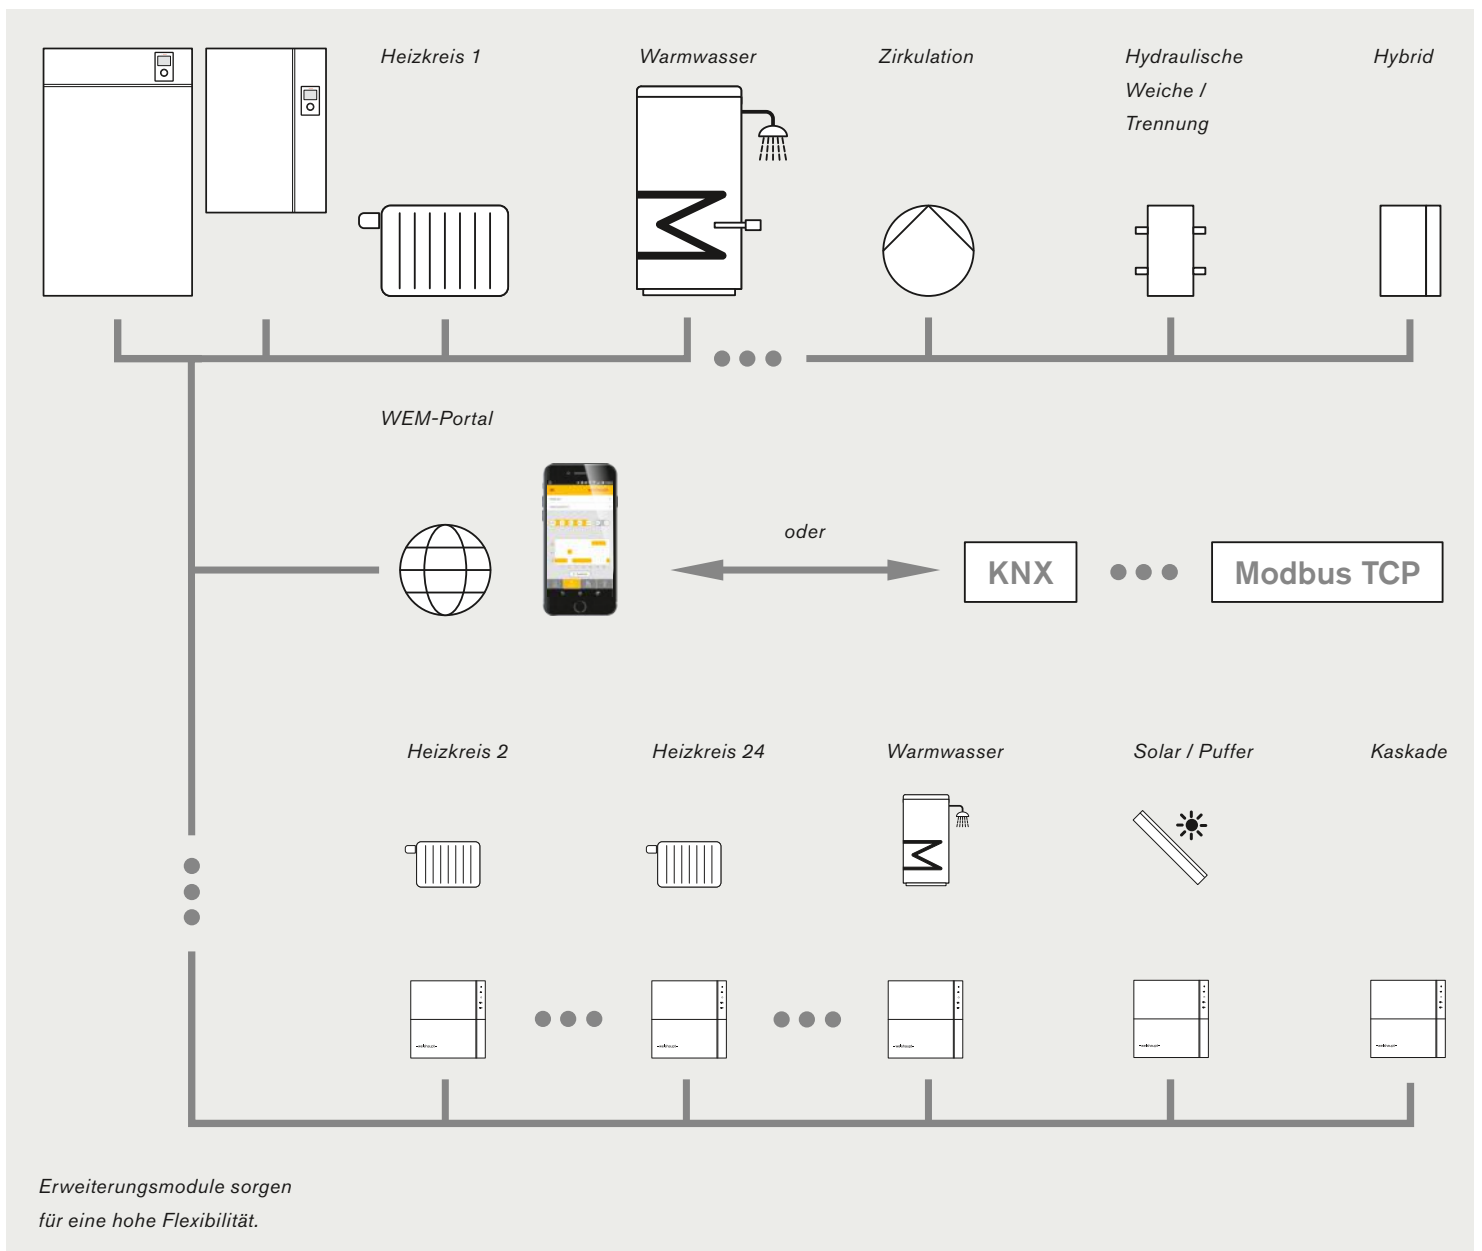 Heizkreis 1
Warmwasser
Zirkulation
Hydraulische
Weiche /
Trennung
Hybrid
WEM-Portal
oder
KNX
Modbus TCP
Heizkreis 2
Heizkreis 24
Warmwasser
Solar / Puffer
Kaskade
Erweiterungsmodule sorgen
für eine hohe Flexibilität.